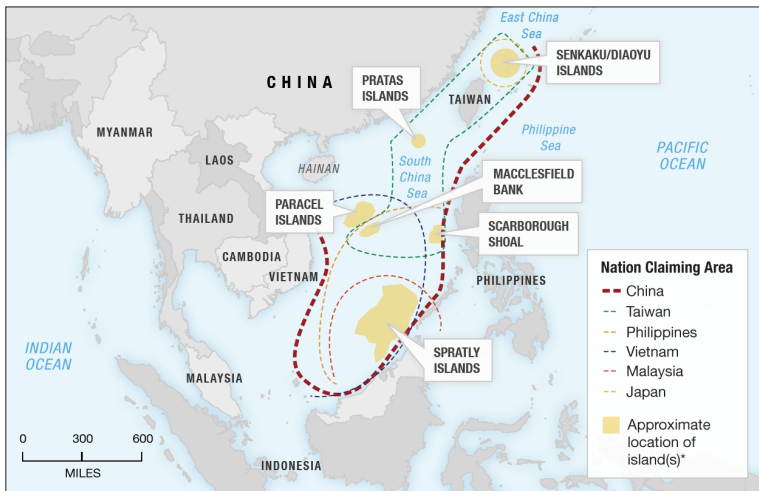 East China
Sea
SENKAKU/DIAOYU
ISLANDS
CHINA
PRATAS
ISLANDS
TAIWAN
MYANMAR
Philippine
Sea
PACIFIC
OCEAN
LAOS
HAINAN
South
China
Sea
MACCLESFIELD
BANK
PARACEL
ISLANDS
THAILAND
SCARBOROUGH
SHOAL
CAMBODIA
VIETNAM
PHILIPPINES
INDIAN
OCEAN
SPRATLY
ISLANDS
MALAYSIA
INDONESIA
0 300 600
MILES
Nation Claiming Area
China
Taiwan
Philippines
Vietnam
Malaysia
Japan
Approximate
location of
island(s)*